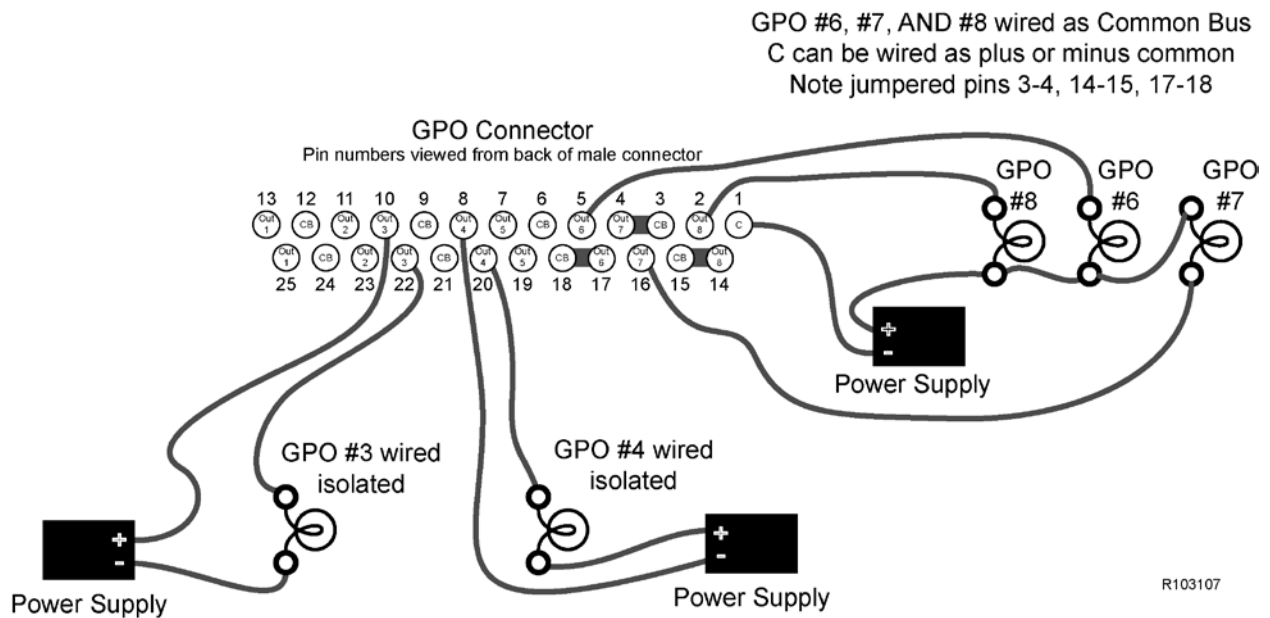 GPO #6, #7, AND #8 wired as Common Bus
C can be wired as plus or minus common
Note jumpered pins 3-4, 14-15, 17-18
GPO Connector
Pin numbers viewed from back of male connector
13 12 11 10 9 8 7 6 5 4 3 2 1
Out 1 CB Out 2 Out 3 CB Out 4 Out 5 CB Out 6 Out 7 CB Out 8 C
Out 1 CB Out 2 Out 3 CB Out 4 Out 5 CB Out 6 Out 7 CB Out 8
25 24 23 22 21 20 19 18 17 16 15 14
GPO #8
GPO #6
GPO #7
+
-
Power Supply
GPO #3 wired
isolated
GPO #4 wired
isolated
+
-
Power Supply
+
-
Power Supply
R103107